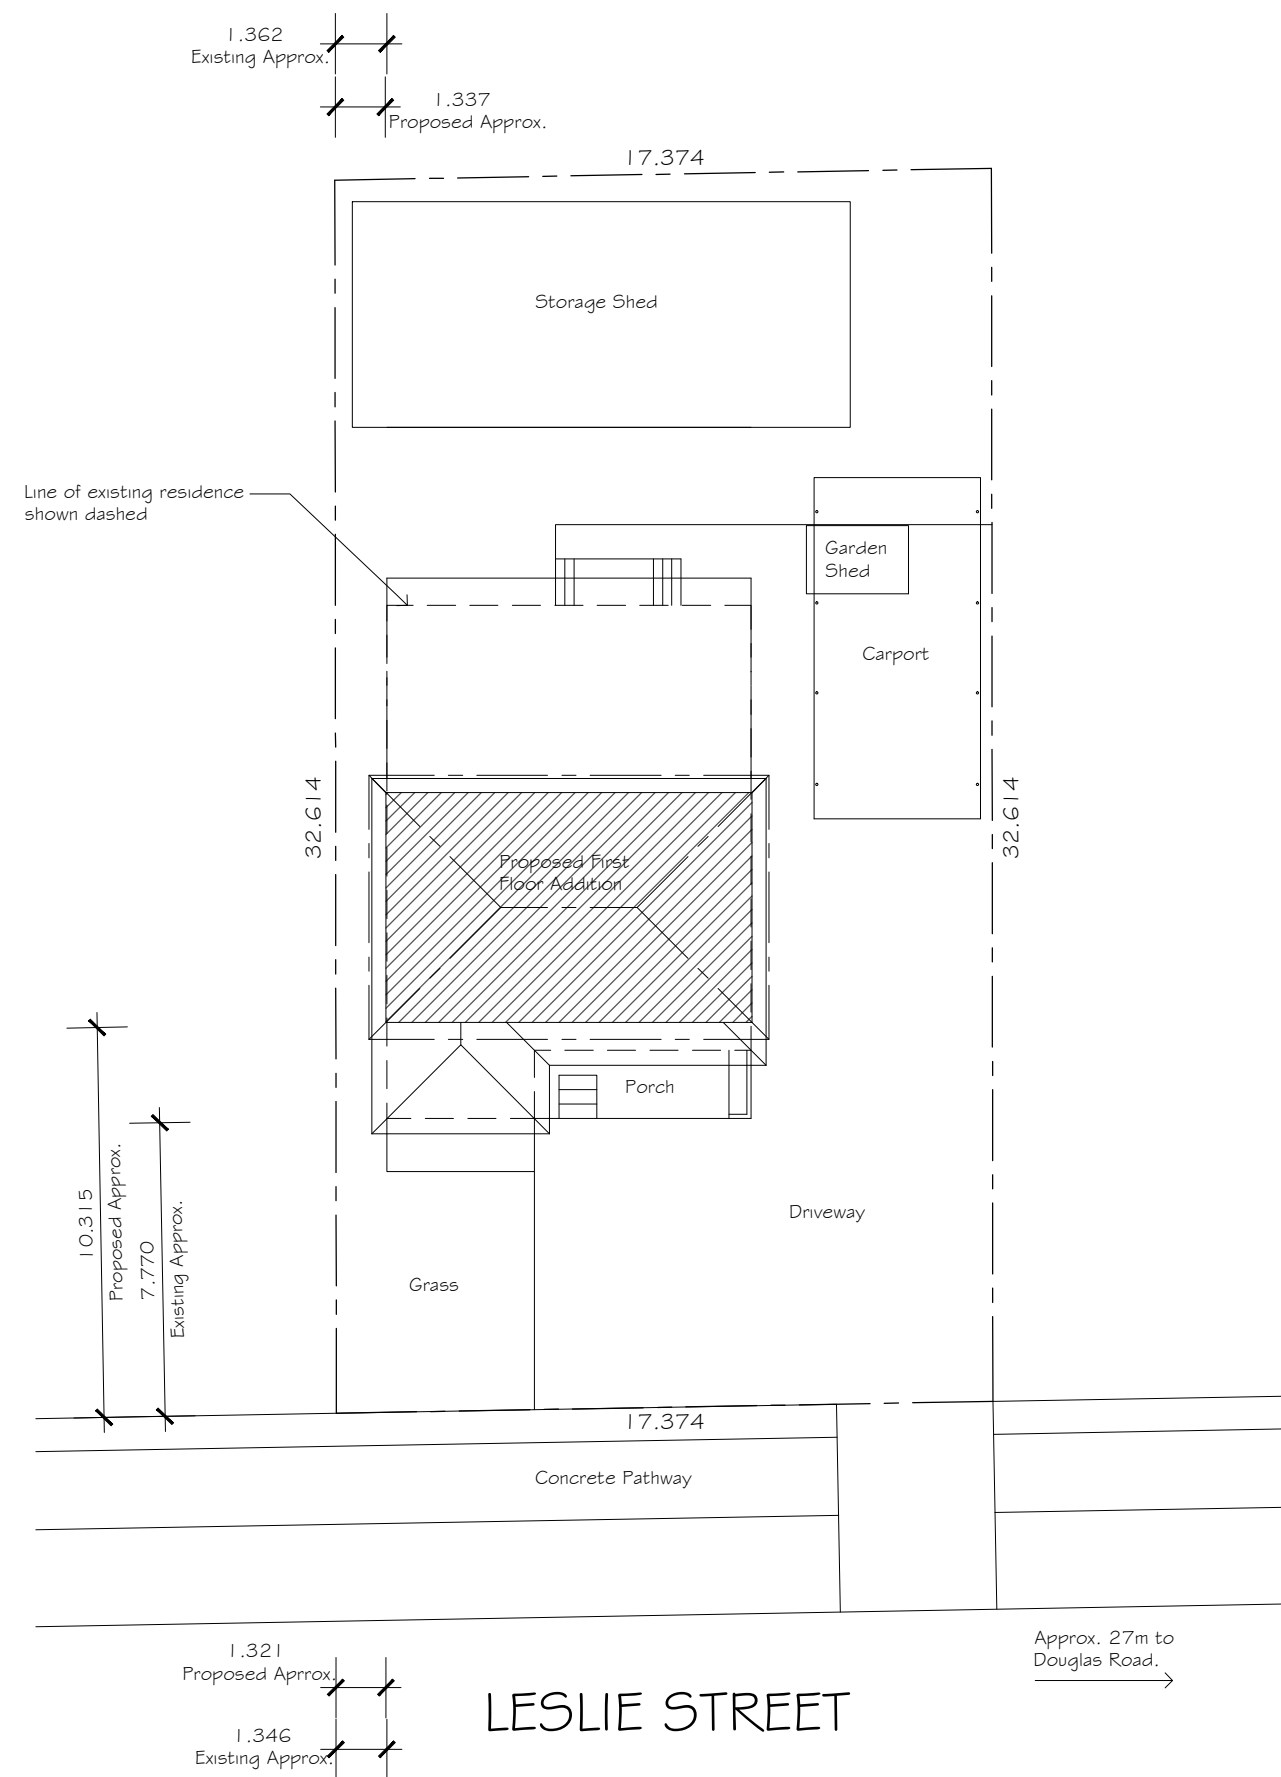 1.362
Existing Approx.
1.337
Proposed Approx.
17.374
Storage Shed
Line of existing residence
shown dashed
Garden
Shed
Carport
32.614
32.614
Proposed First
Floor Addition
Porch
10.315
Proposed Approx.
7.770
Existing Approx.
Driveway
Grass
17.374
Concrete Pathway
Approx. 27m to
Douglas Road.
1.321
Proposed Aprrox.
LESLIE STREET
1.346
Existing Approx.